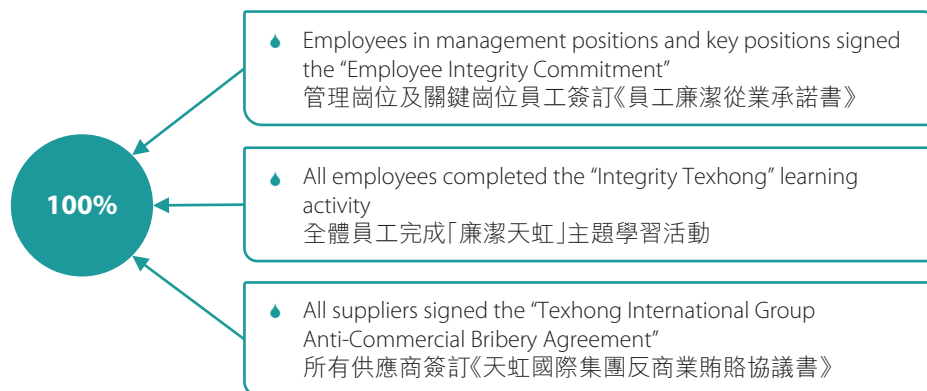 Employees in management positions and key positions signed
the “Employee Integrity Commitment”
管理崗位及關鍵崗位員工簽訂《員工廉潔從業承諾書》
100%
All employees completed the “Integrity Texhong” learning
activity
全體員工完成「廉潔天虹」主題學習活動
All suppliers signed the “Texhong International Group
Anti-Commercial Bribery Agreement”
所有供應商簽訂《天虹國際集團反商業賄賂協議書》